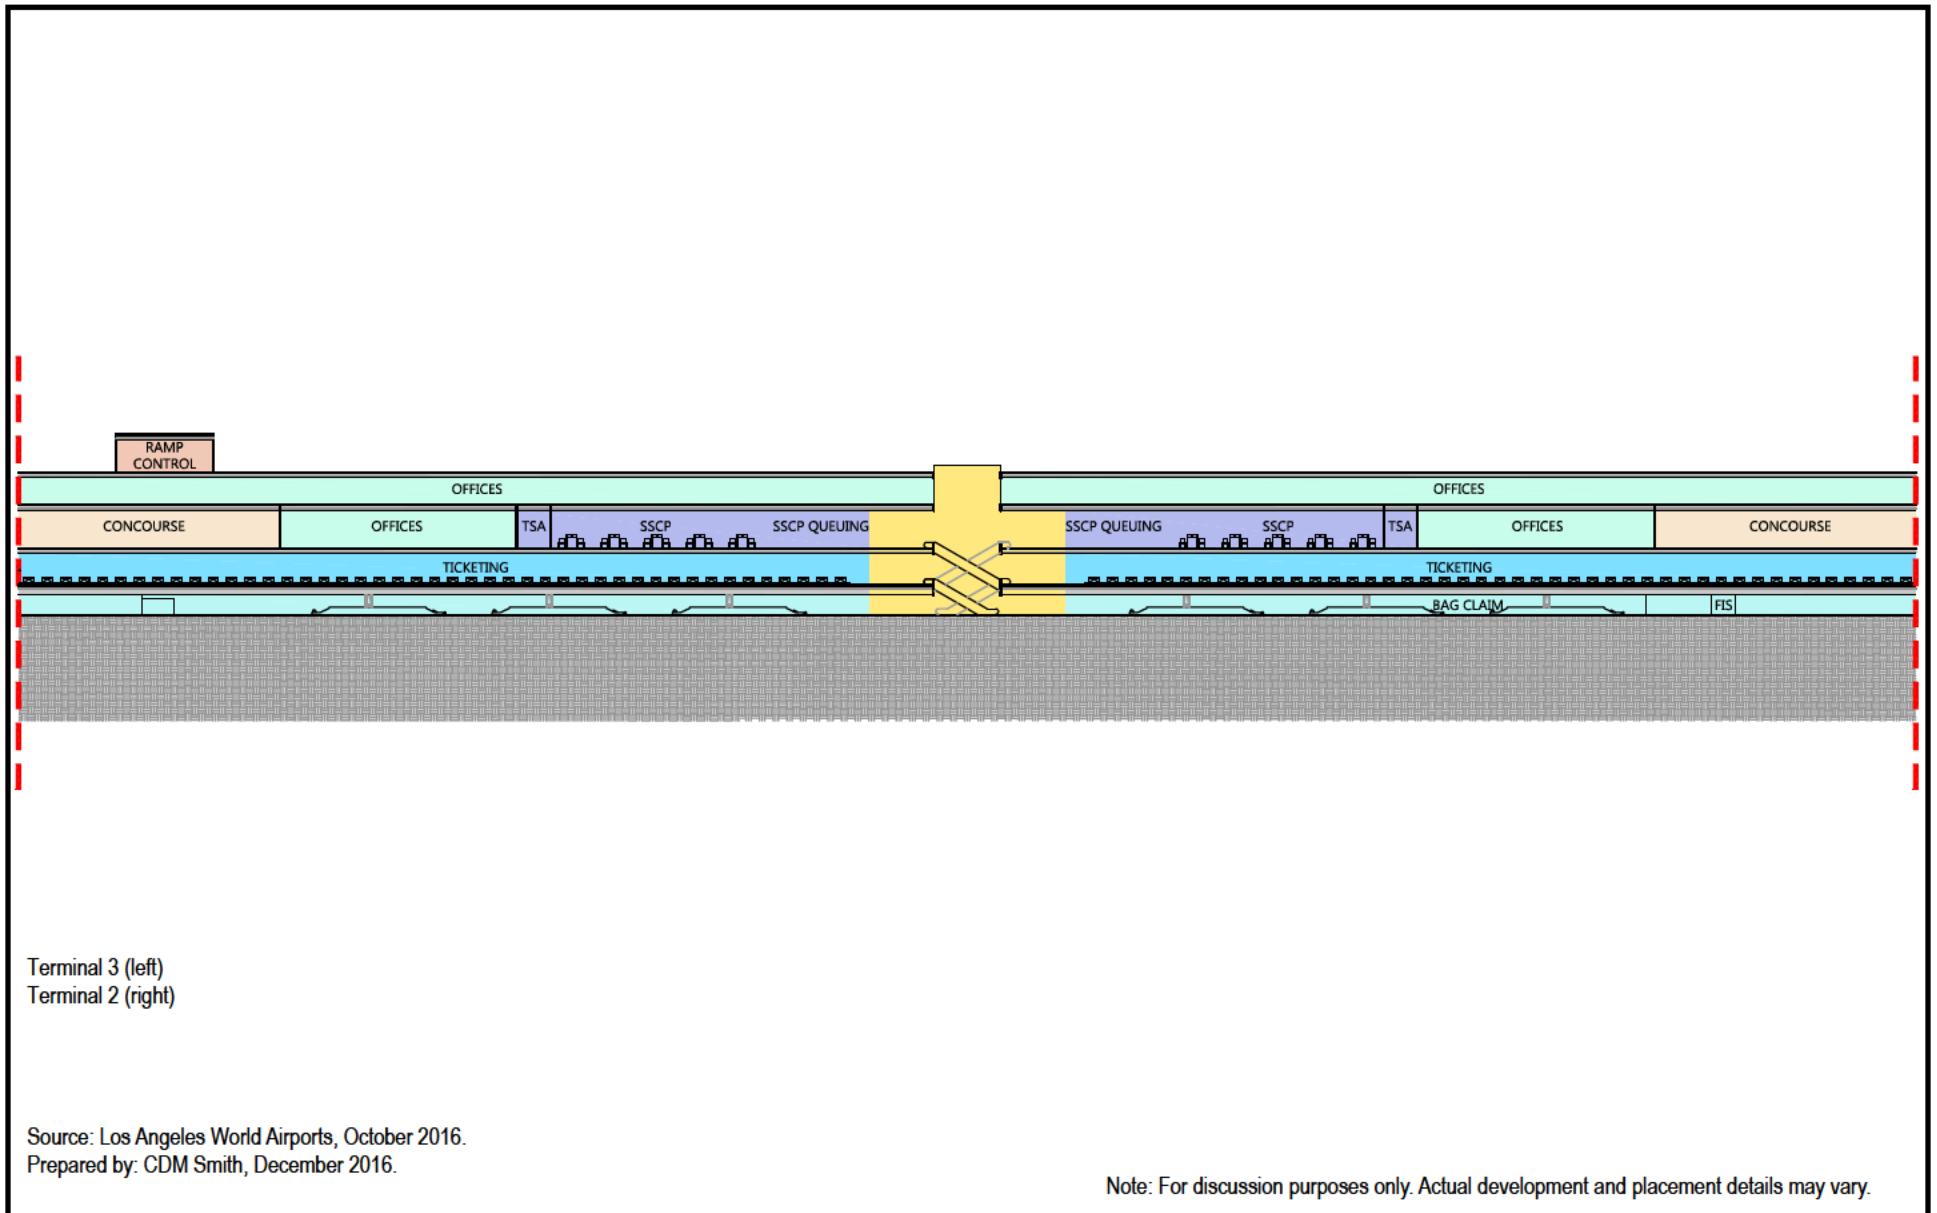 RAMP
CONTROL
OFFICES
OFFICES
CONCOURSE
OFFICES
TSA
SSCP
SSCP QUEUING
SSCP QUEUING
SSCP
TSA
OFFICES
CONCOURSE
TICKETING
TICKETING
BAG CLAIM
FIS
Terminal 3 (left)
Terminal 2 (right)
Source: Los Angeles World Airports, October 2016.
Prepared by: CDM Smith, December 2016.
Note: For discussion purposes only. Actual development and placement details may vary.